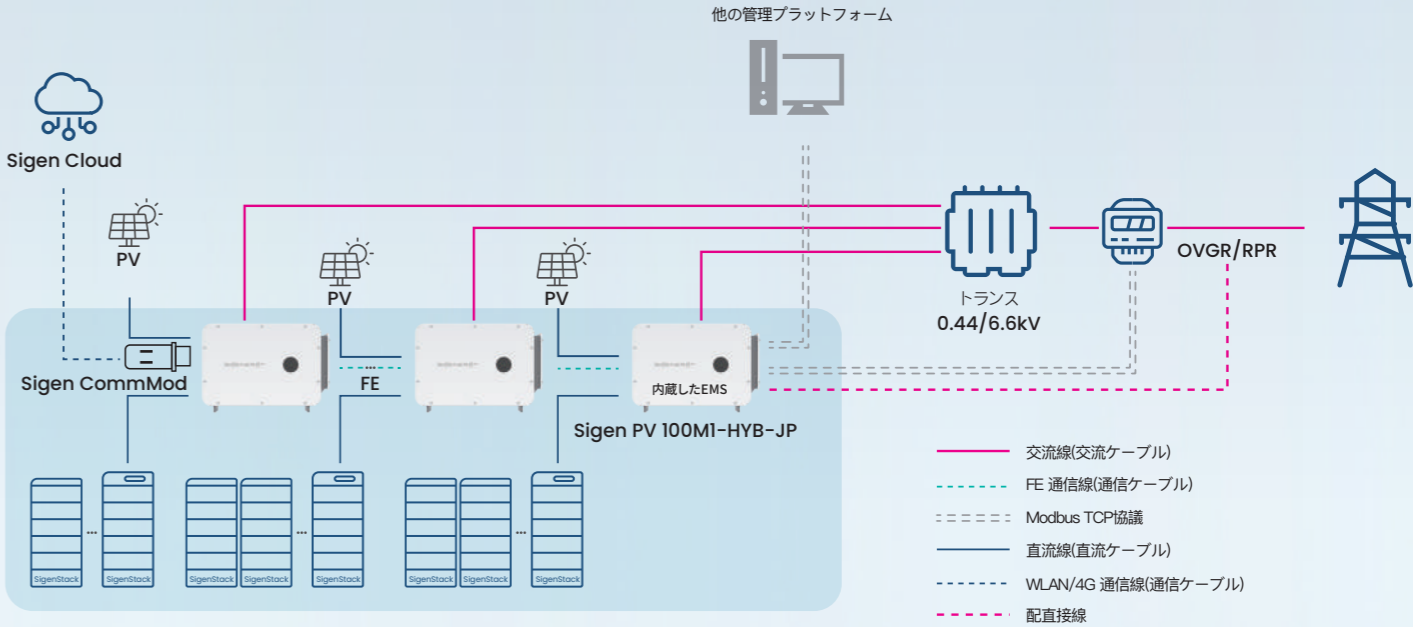 他の管理プラットフォーム
Sigen Cloud
PV
PV
PV
OVGR/RPR
トランス
0.44/6.6kV
Sigen CommMod
FE
内蔵したEMS
Sigen PV 100M1-HYB-JP
SigenStack
...
SigenStack
SigenStack
SigenStack
...
SigenStack
SigenStack
SigenStack
...
SigenStack
交流線(交流ケーブル)
FE 通信線(通信ケーブル)
Modbus TCP協議
直流線(直流ケーブル)
WLAN/4G 通信線(通信ケーブル)
配直接線